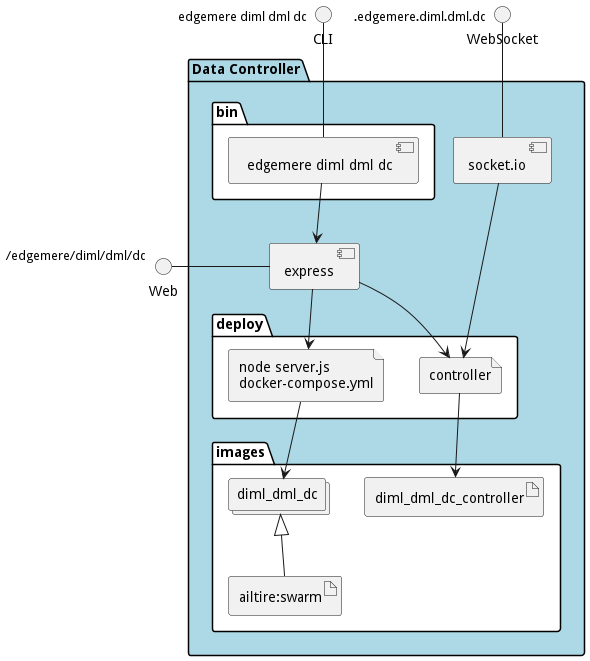 edgemere diml dml dc
.edgemere.diml.dml.dc
CLI
WebSocket
Data Controller
bin
edgemere diml dml dc
socket.io
/edgemere/diml/dml/dc
Web
express
deploy
node server.js
docker-compose.yml
controller
images
diml_dml_dc
diml_dml_dc_controller
ailtire:swarm